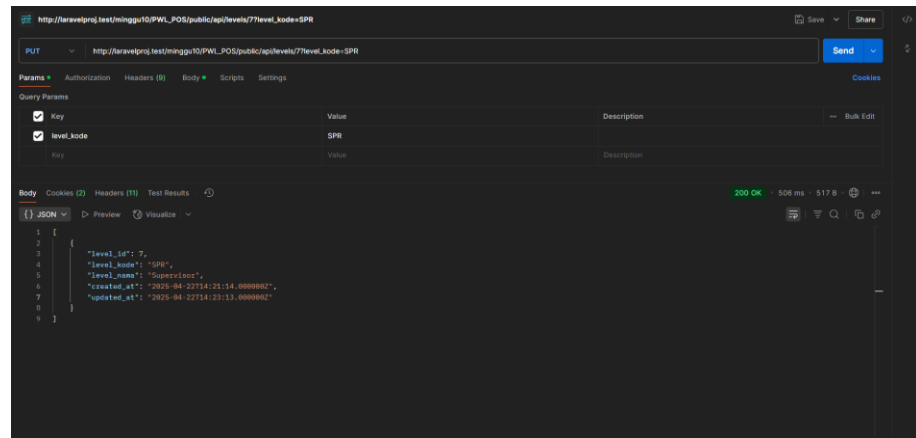 http://laravelproj.test/minggu10/PWL_POS/public/api/levels/7?level_kode=SPR Save Share
PUT http://laravelproj.test/minggu10/PWL_POS/public/api/levels/7?level_kode=SPR Send
Params Authorization Headers (9) Body Scripts Settings Cookies
Query Params
Key Value Description Bulk Edit
level_kode SPR
Key Value Description
Body Cookies (2) Headers (11) Test Results 200 OK 506 ms 517 B
{} JSON Preview Visualize
1 [
2 {
3 "level_id": 7,
4 "level_kode": "SPR",
5 "level_nama": "Supervisor",
6 "created_at": "2025-04-22T14:21:14.000000Z",
7 "updated_at": "2025-04-22T14:23:13.000000Z"
8 }
9 ]